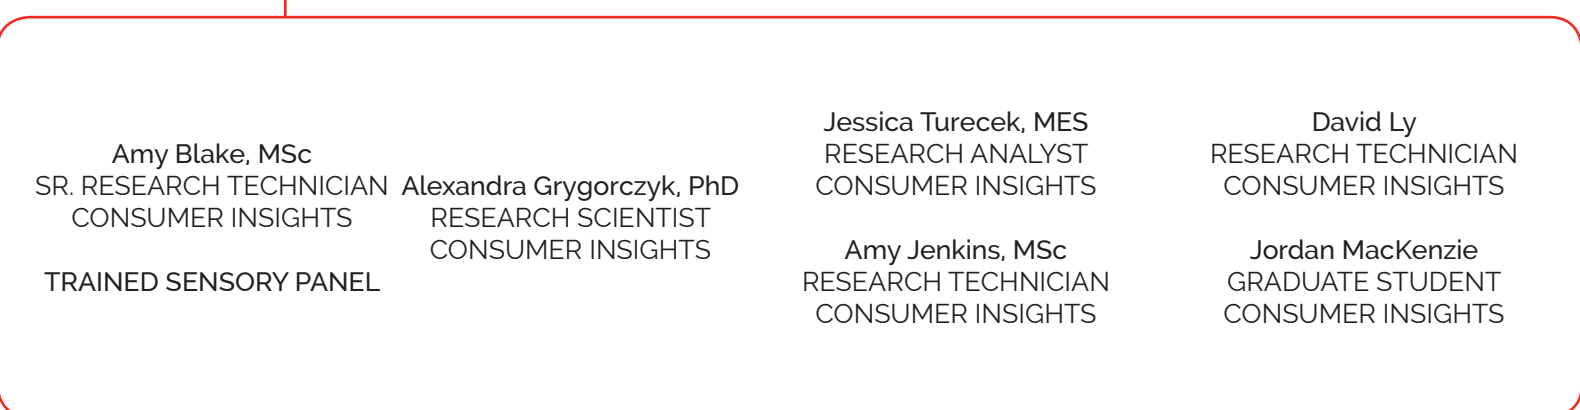 Amy Blake, MSc
SR. RESEARCH TECHNICIAN
CONSUMER INSIGHTS
TRAINED SENSORY PANEL
Alexandra Grygorczyk, PhD
RESEARCH SCIENTIST
CONSUMER INSIGHTS
Jessica Turecek, MES
RESEARCH ANALYST
CONSUMER INSIGHTS
Amy Jenkins, MSc
RESEARCH TECHNICIAN
CONSUMER INSIGHTS
David Ly
RESEARCH TECHNICIAN
CONSUMER INSIGHTS
Jordan MacKenzie
GRADUATE STUDENT
CONSUMER INSIGHTS